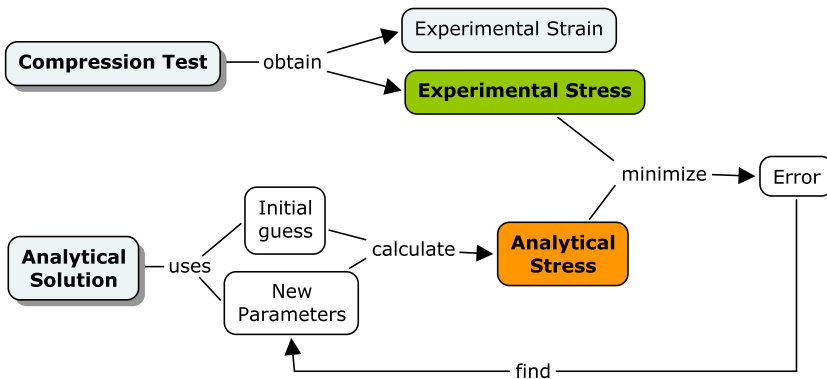 Experimental Strain
Compression Test
obtain
Experimental Stress
minimize
Error
Initial
guess
Analytical
Solution
uses
calculate
Analytical
Stress
New
Parameters
find